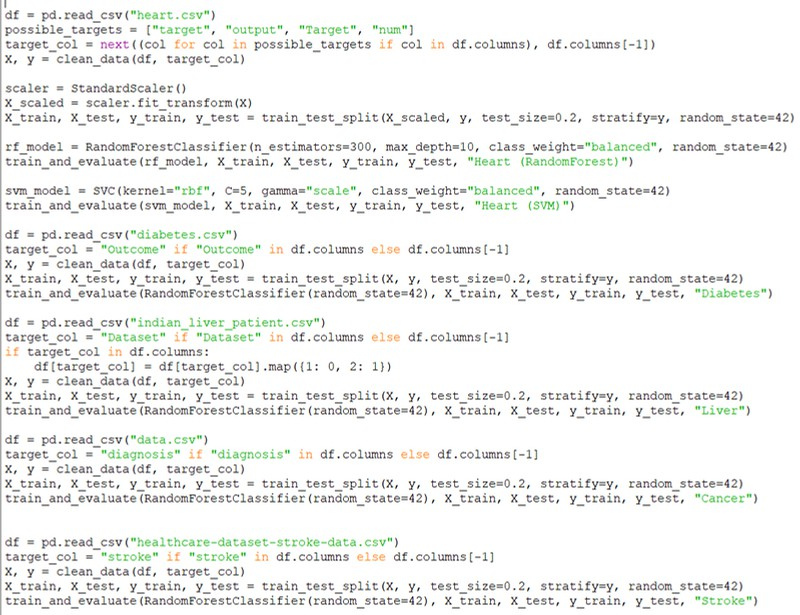 df = pd.read_csv("heart.csv")
possible_targets = ["target", "output", "Target", "num"]
target_col = next((col for col in possible_targets if col in df.columns), df.columns[-1])
X, y = clean_data(df, target_col)

scaler = StandardScaler()
X_scaled = scaler.fit_transform(X)
X_train, X_test, y_train, y_test = train_test_split(X_scaled, y, test_size=0.2, stratify=y, random_state=42)

rf_model = RandomForestClassifier(n_estimators=300, max_depth=10, class_weight="balanced", random_state=42)
train_and_evaluate(rf_model, X_train, X_test, y_train, y_test, "Heart (RandomForest)")

svm_model = SVC(kernel="rbf", C=5, gamma="scale", class_weight="balanced", random_state=42)
train_and_evaluate(svm_model, X_train, X_test, y_train, y_test, "Heart (SVM)")

df = pd.read_csv("diabetes.csv")
target_col = "Outcome" if "Outcome" in df.columns else df.columns[-1]
X, y = clean_data(df, target_col)
X_train, X_test, y_train, y_test = train_test_split(X, y, test_size=0.2, stratify=y, random_state=42)
train_and_evaluate(RandomForestClassifier(random_state=42), X_train, X_test, y_train, y_test, "Diabetes")

df = pd.read_csv("indian_liver_patient.csv")
target_col = "Dataset" if "Dataset" in df.columns else df.columns[-1]
if target_col in df.columns:
    df[target_col] = df[target_col].map({1: 0, 2: 1})
X, y = clean_data(df, target_col)
X_train, X_test, y_train, y_test = train_test_split(X, y, test_size=0.2, stratify=y, random_state=42)
train_and_evaluate(RandomForestClassifier(random_state=42), X_train, X_test, y_train, y_test, "Liver")

df = pd.read_csv("data.csv")
target_col = "diagnosis" if "diagnosis" in df.columns else df.columns[-1]
X, y = clean_data(df, target_col)
X_train, X_test, y_train, y_test = train_test_split(X, y, test_size=0.2, stratify=y, random_state=42)
train_and_evaluate(RandomForestClassifier(random_state=42), X_train, X_test, y_train, y_test, "Cancer")

df = pd.read_csv("healthcare-dataset-stroke-data.csv")
target_col = "stroke" if "stroke" in df.columns else df.columns[-1]
X, y = clean_data(df, target_col)
X_train, X_test, y_train, y_test = train_test_split(X, y, test_size=0.2, stratify=y, random_state=42)
train_and_evaluate(RandomForestClassifier(random_state=42), X_train, X_test, y_train, y_test, "Stroke")